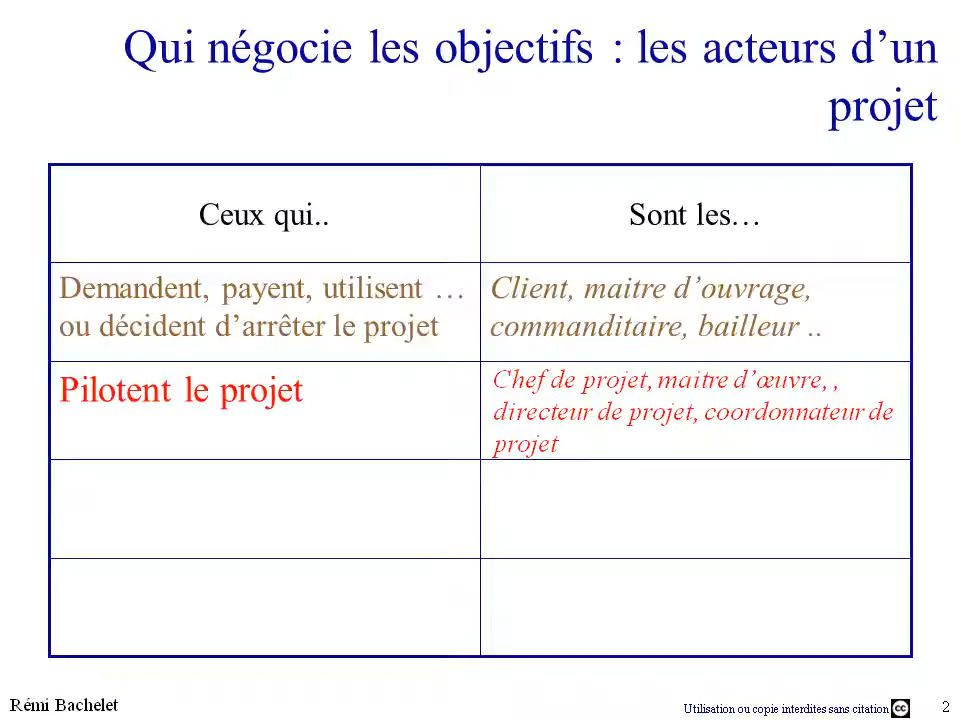 Qui négocie les objectifs : les acteurs d’un
projet
Ceux qui..
Sont les…
Demandent, payent, utilisent …
ou décident d’arrêter le projet
Client, maitre d’ouvrage,
commanditaire, bailleur ..
Pilotent le projet
Chef de projet, maitre d’œuvre, ,
directeur de projet, coordonnateur de
projet
Rémi Bachelet
Utilisation ou copie interdites sans citation
cc
2